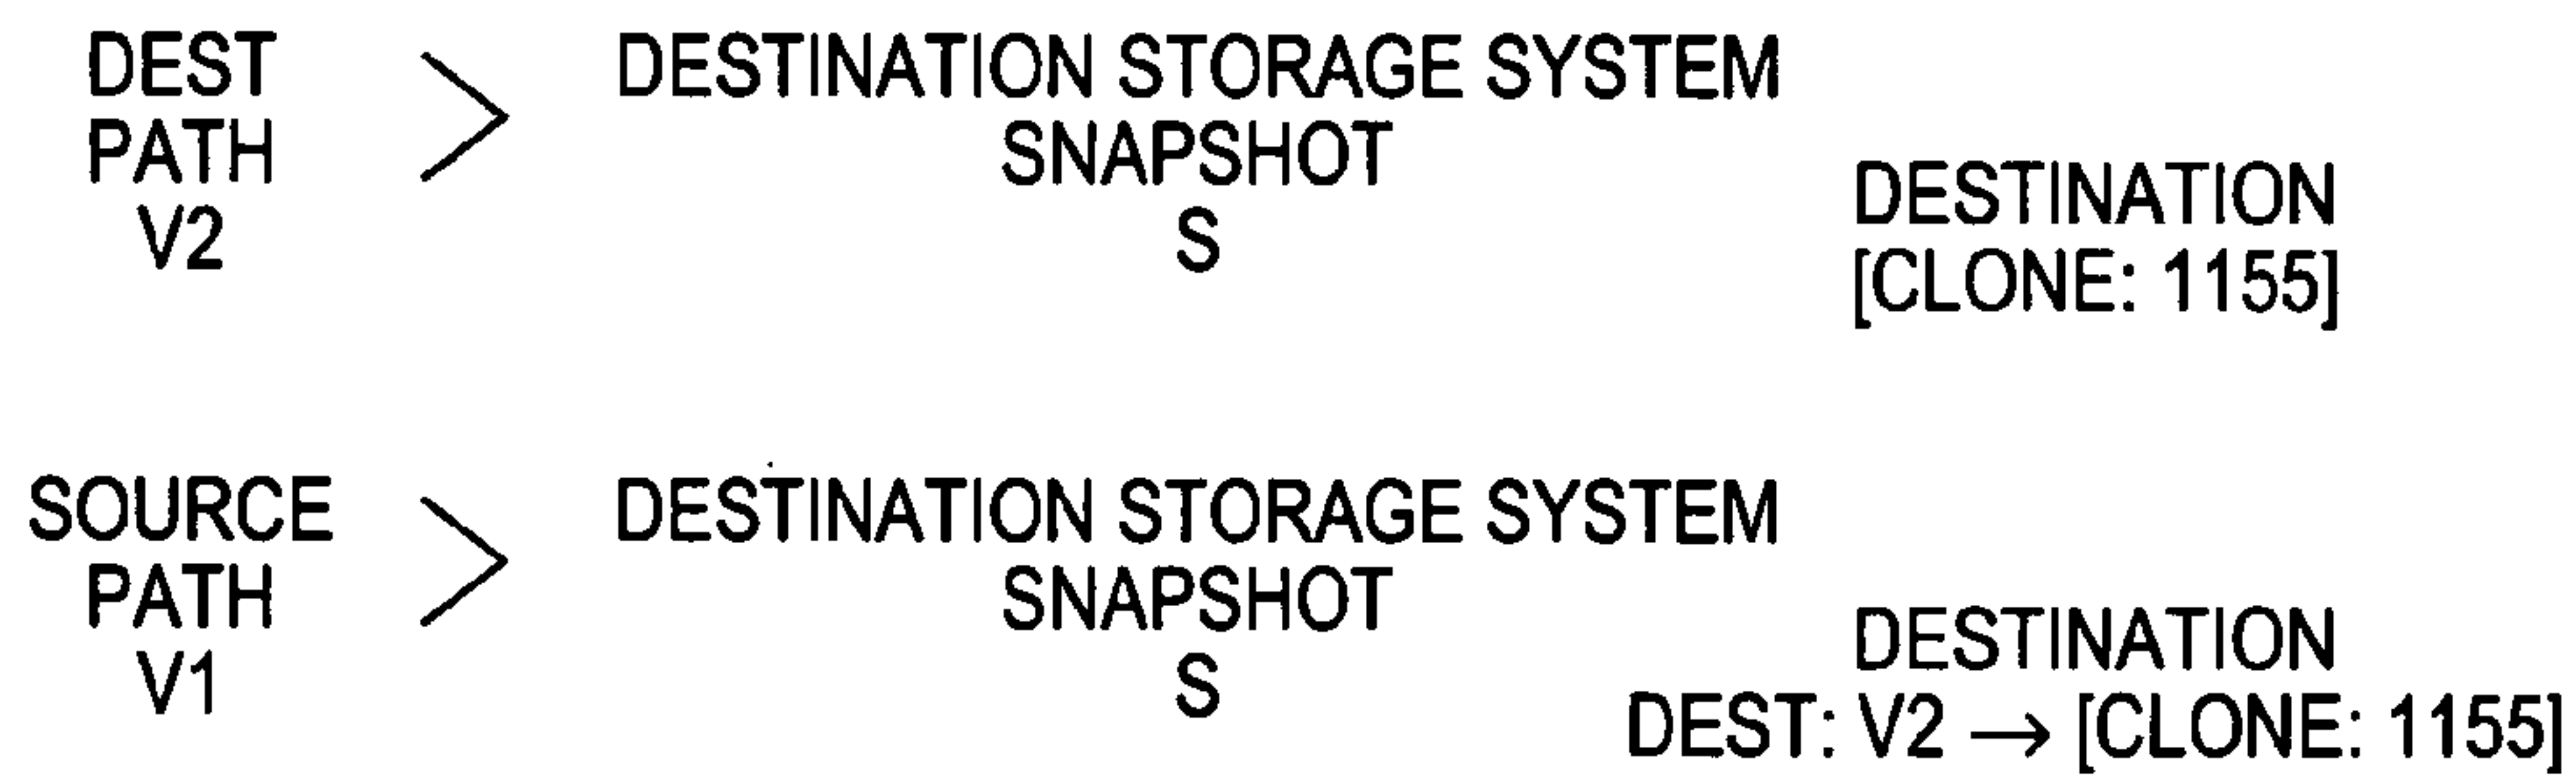 DEST
PATH
V2
>
DESTINATION STORAGE SYSTEM
SNAPSHOT
S
DESTINATION
[CLONE: 1155]
SOURCE
PATH
V1
>
DESTINATION STORAGE SYSTEM
SNAPSHOT
S
DESTINATION
DEST: V2 → [CLONE: 1155]